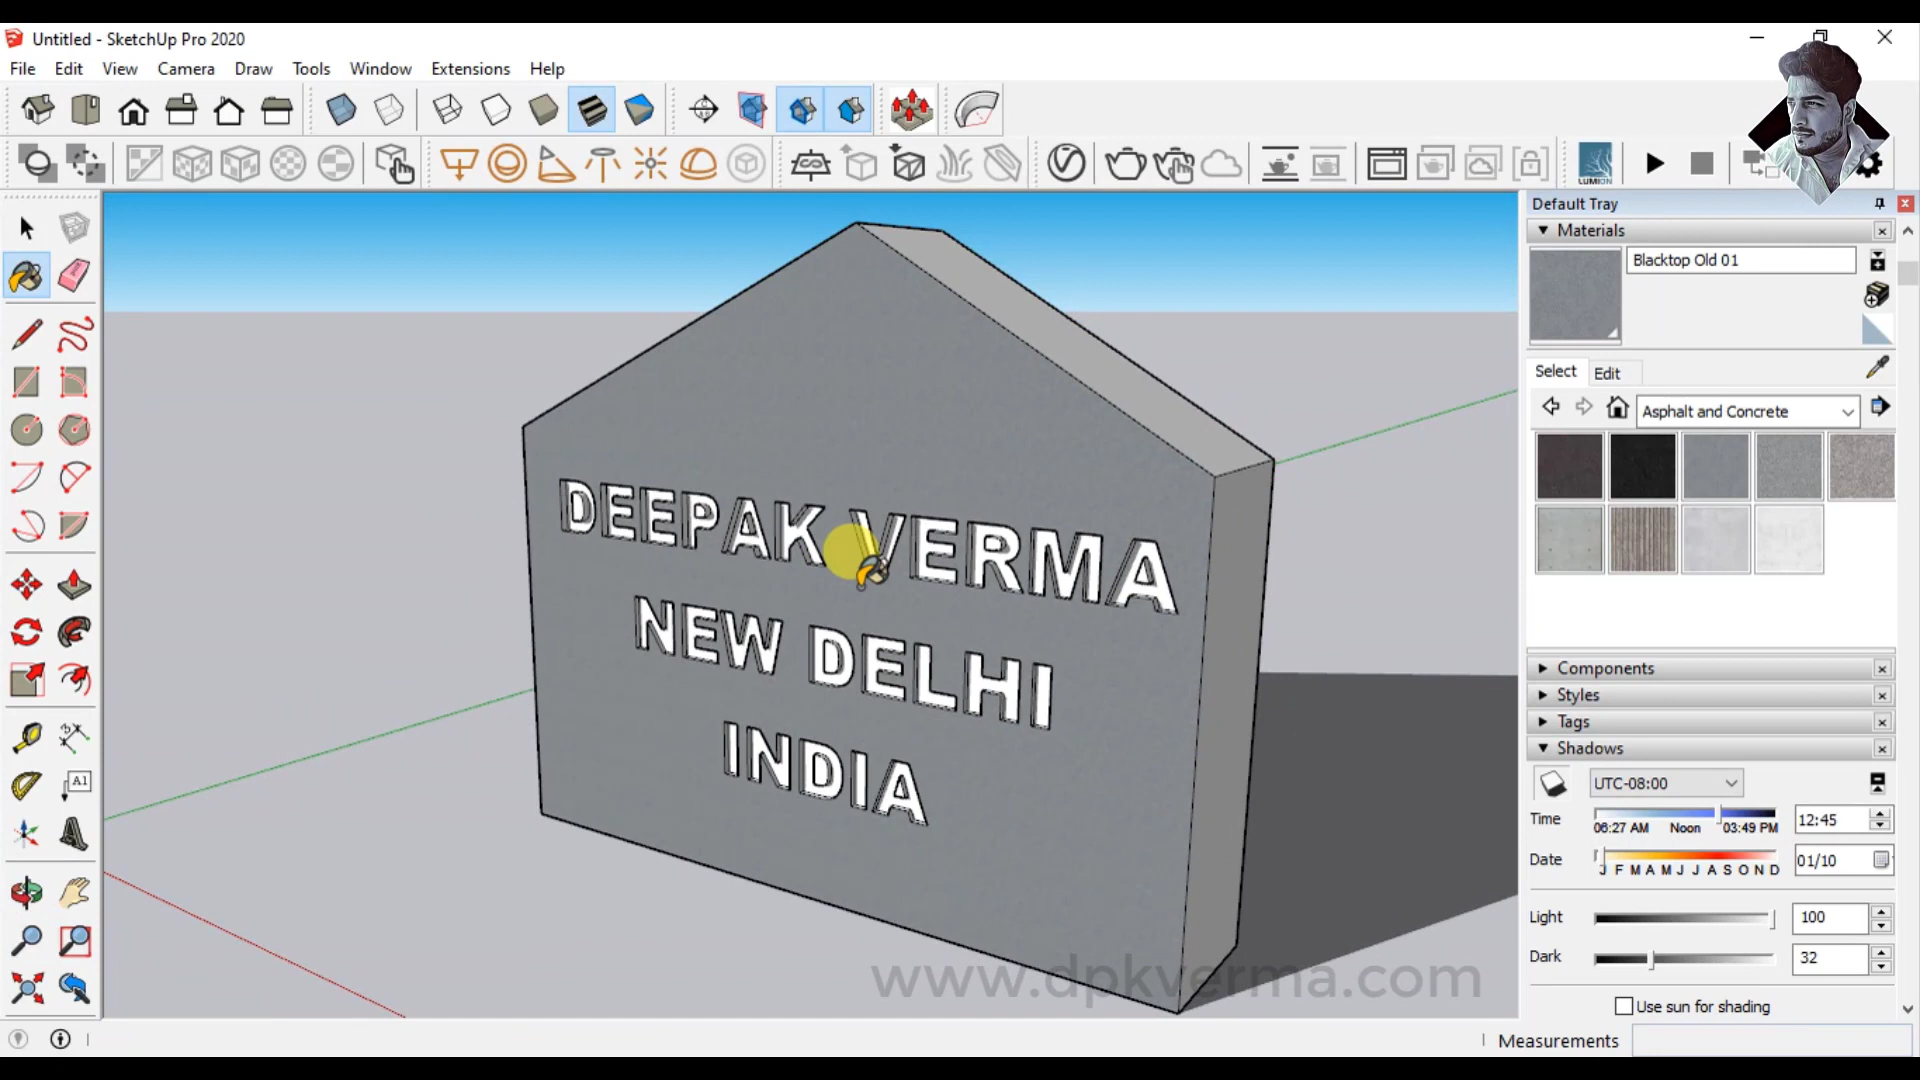 Untitled - SketchUp Pro 2020
File Edit View Camera Draw Tools Window Extensions Help
LUMION
Default Tray
Materials
Blacktop Old 01
Select Edit
Asphalt and Concrete
DEEPAK VERMA
NEW DELHI
INDIA
Components
Styles
Tags
Shadows
UTC-08:00
Time 06:27 AM Noon 03:49 PM 12:45
Date J F M A M J J A S O N D 01/10
Light 100
Dark 32
Use sun for shading
A1
www.dpkverma.com
Measurements